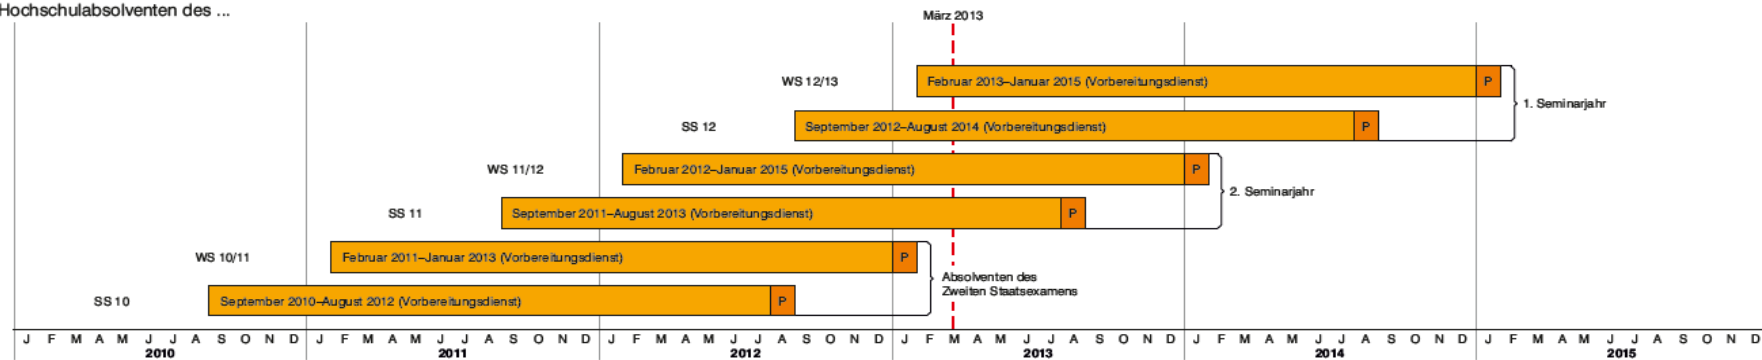 Hochschulabsolventen des ...
März 2013
WS 12/13
Februar 2013–Januar 2015 (Vorbereitungsdienst)
P
1. Seminarjahr
SS 12
September 2012–August 2014 (Vorbereitungsdienst)
P
WS 11/12
Februar 2012–Januar 2015 (Vorbereitungsdienst)
P
2. Seminarjahr
SS 11
September 2011–August 2013 (Vorbereitungsdienst)
P
WS 10/11
Februar 2011–Januar 2013 (Vorbereitungsdienst)
P
Absolventen des
Zweiten Staatsexamens
SS 10
September 2010–August 2012 (Vorbereitungsdienst)
P
J F M A M J J A S O N D J F M A M J J A S O N D J F M A M J J A S O N D J F M A M J J A S O N D J F M A M J J A S O N D J F M A M J J A S O N D
2010 2011 2012 2013 2014 2015